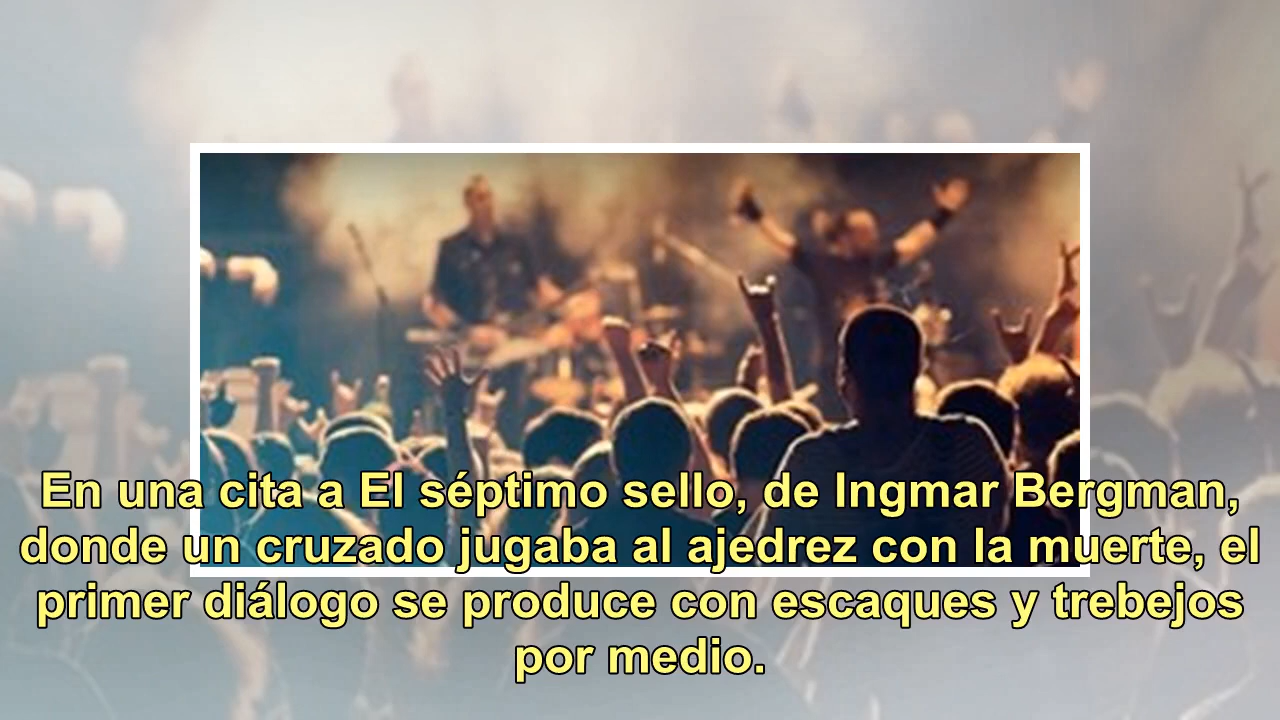 En una cita a El séptimo sello, de Ingmar Bergman,
donde un cruzado jugaba al ajedrez con la muerte, el
primer diálogo se produce con escaques y trebejos
por medio.